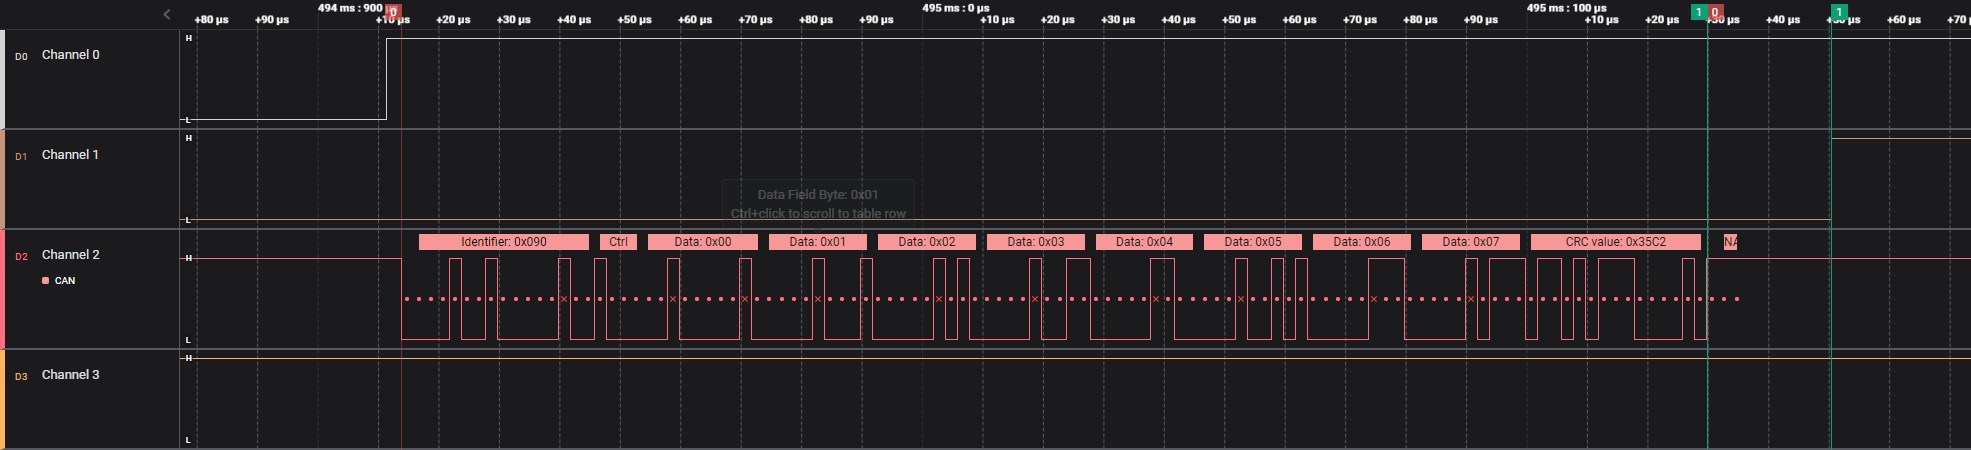 494 ms : 900
0
495 ms : 0 µs
495 ms : 100 µs
1
0
1
+80 µs
+90 µs
+10 µs
+20 µs
+30 µs
+40 µs
+50 µs
+60 µs
+70 µs
+80 µs
+90 µs
+10 µs
+20 µs
+30 µs
+40 µs
+50 µs
+60 µs
+70 µs
+80 µs
+90 µs
+10 µs
+20 µs
+30 µs
+40 µs
+50 µs
+60 µs
+70
D0 Channel 0
H
L
D1 Channel 1
H
L
Data Field Byte: 0x01
Ctrl+click to scroll to table row
D2 Channel 2
CAN
H
L
Identifier: 0x090
Ctrl
Data: 0x00
Data: 0x01
Data: 0x02
Data: 0x03
Data: 0x04
Data: 0x05
Data: 0x06
Data: 0x07
CRC value: 0x35C2
NA
D3 Channel 3
H
L